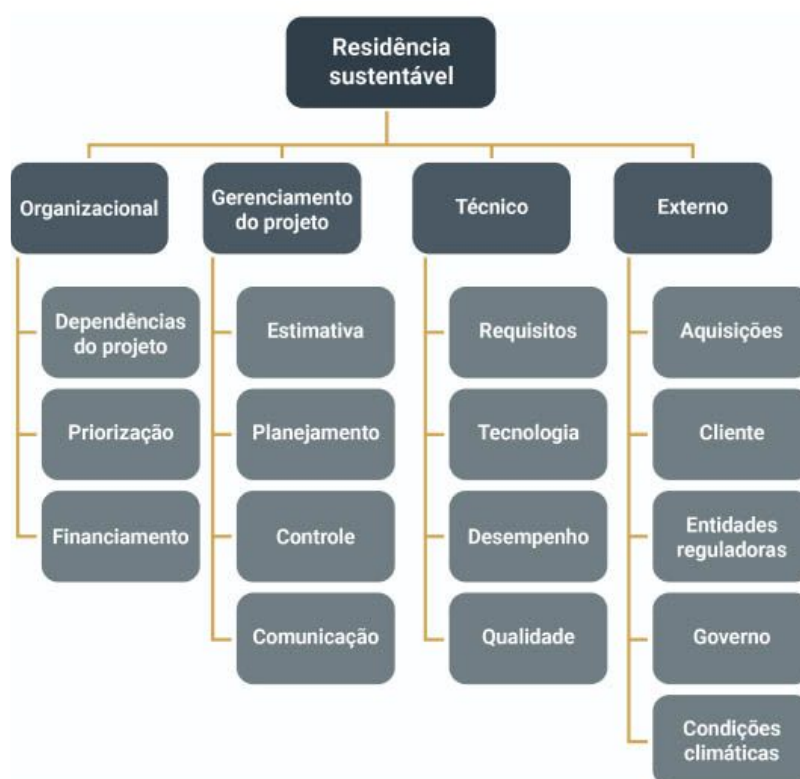 Residência
sustentável
Organizacional
Gerenciamento
do projeto
Técnico
Externo
Dependências
do projeto
Estimativa
Requisitos
Aquisições
Priorização
Planejamento
Tecnologia
Cliente
Financiamento
Controle
Desempenho
Entidades
reguladoras
Comunicação
Qualidade
Governo
Condições
climáticas